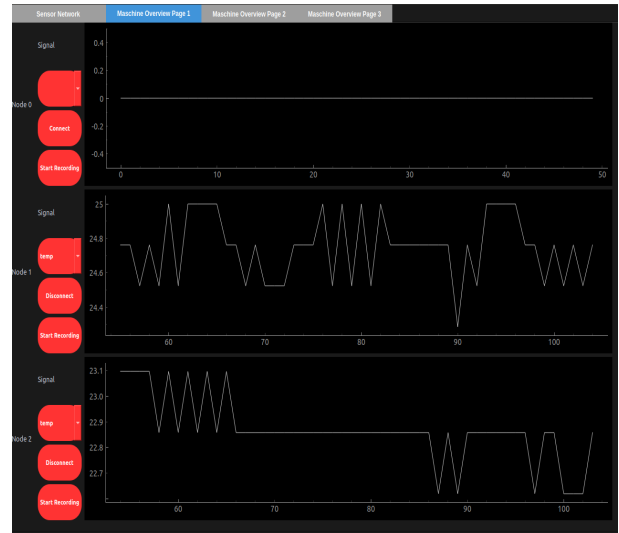 Sensor Network Maschine Overview Page 1 Maschine Overview Page 2 Maschine Overview Page 3
Signal
Node 0
Connect
Start Recording
0.4
0.2
0
-0.2
-0.4
0 10 20 30 40 50
Signal
temp
Node 1
Disconnect
Start Recording
25
24.8
24.6
24.4
60 70 80 90 100
Signal
temp
Node 2
Disconnect
Start Recording
23.1
23.0
22.9
22.8
22.7
60 70 80 90 100